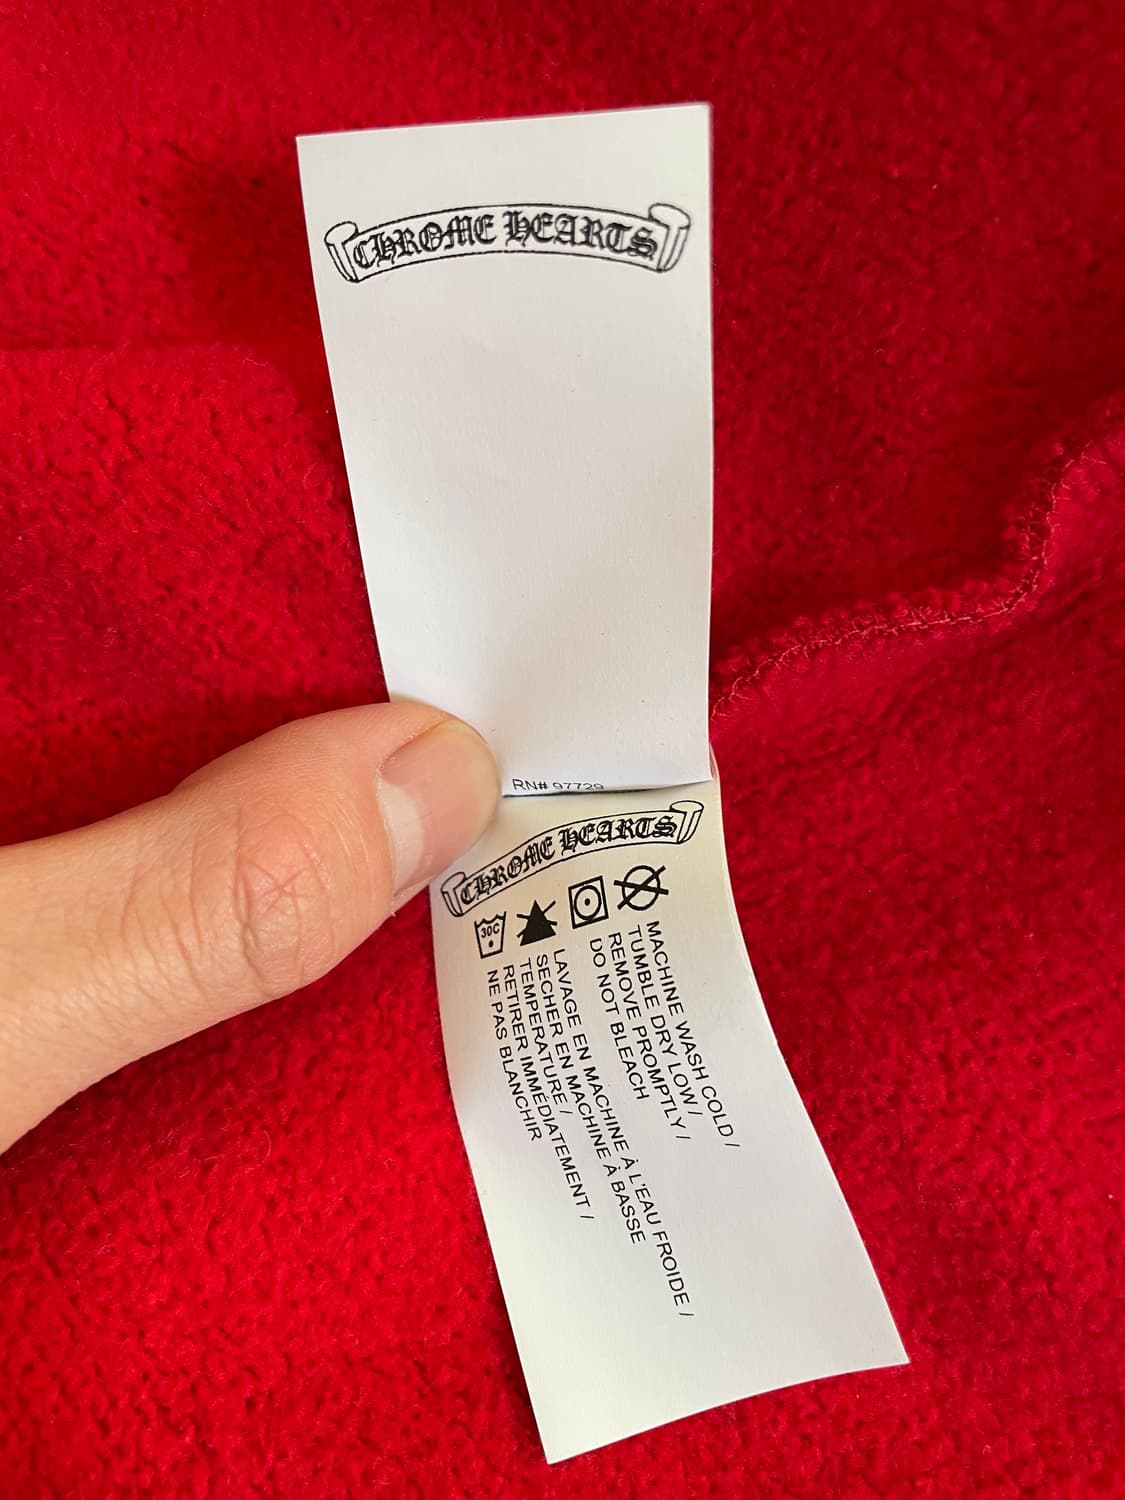 CHROME HEARTS
RN# 97729
CHROME HEARTS
30C
MACHINE WASH COLD /
TUMBLE DRY LOW /
REMOVE PROMPTLY /
DO NOT BLEACH
LAVAGE EN MACHINE À L'EAU FROIDE /
SECHER EN MACHINE À BASSE
TEMPERATURE /
RETIRER IMMÉDIATEMENT /
NE PAS BLANCHIR